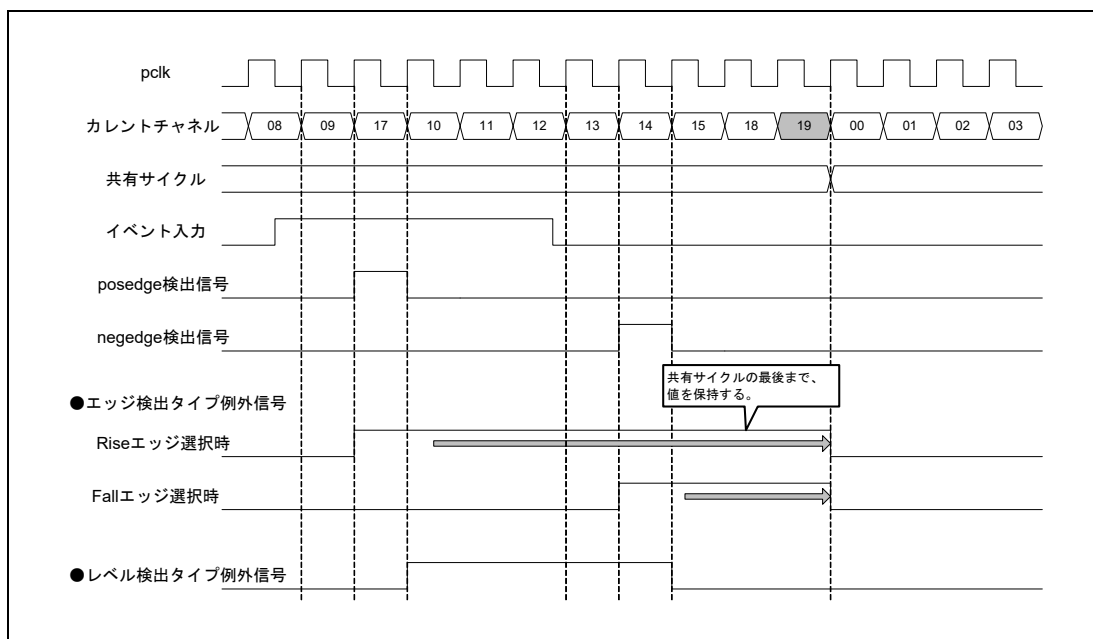 pclk
カレントチャネル 08 09 17 10 11 12 13 14 15 18 19 00 01 02 03
共有サイクル
イベント入力
posedge検出信号
negedge検出信号
共有サイクルの最後まで、
値を保持する。
●エッジ検出タイプ例外信号
Riseエッジ選択時
Fallエッジ選択時
●レベル検出タイプ例外信号